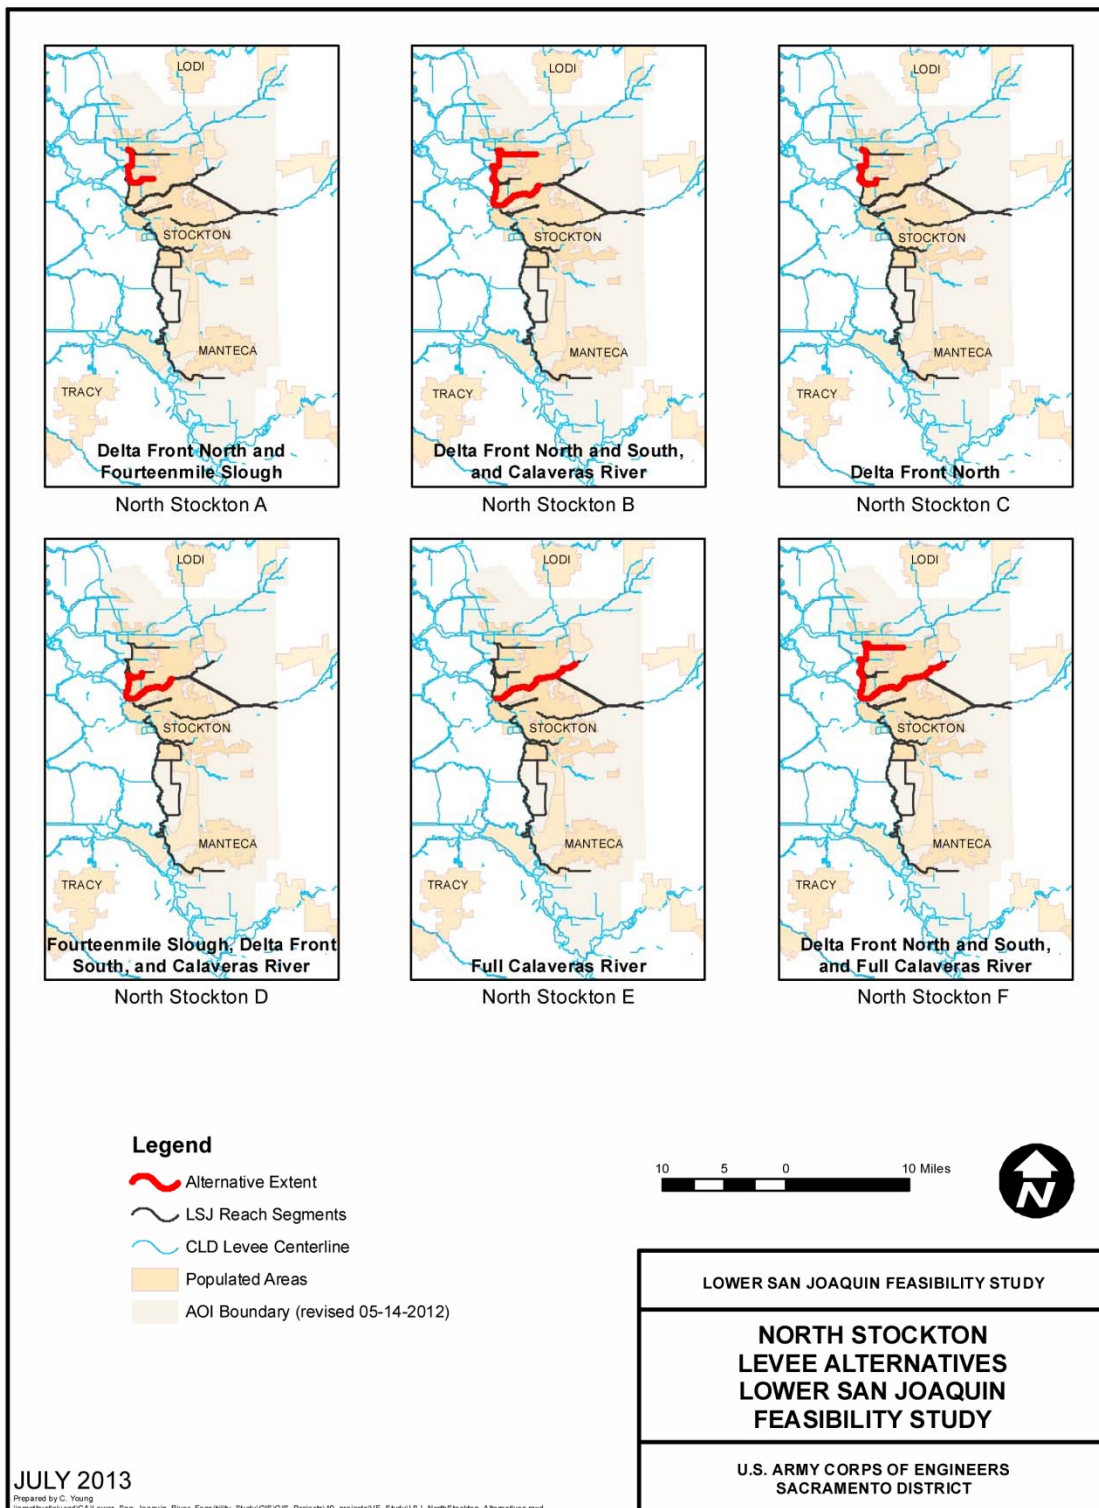 LODI
STOCKTON
MANTECA
TRACY
Delta Front North and
Fourteenmile Slough
North Stockton A
LODI
STOCKTON
MANTECA
TRACY
Delta Front North and South,
and Calaveras River
North Stockton B
LODI
STOCKTON
MANTECA
TRACY
Delta Front North
North Stockton C
LODI
STOCKTON
MANTECA
TRACY
Fourteenmile Slough, Delta Front
South, and Calaveras River
North Stockton D
LODI
STOCKTON
MANTECA
TRACY
Full Calaveras River
North Stockton E
LODI
STOCKTON
MANTECA
TRACY
Delta Front North and South,
and Full Calaveras River
North Stockton F
Legend
Alternative Extent
LSJ Reach Segments
CLD Levee Centerline
Populated Areas
AOI Boundary (revised 05-14-2012)
10 5 0 10 Miles
N
LOWER SAN JOAQUIN FEASIBILITY STUDY
NORTH STOCKTON
LEVEE ALTERNATIVES
LOWER SAN JOAQUIN
FEASIBILITY STUDY
U.S. ARMY CORPS OF ENGINEERS
SACRAMENTO DISTRICT
JULY 2013
Prepared by C. Young